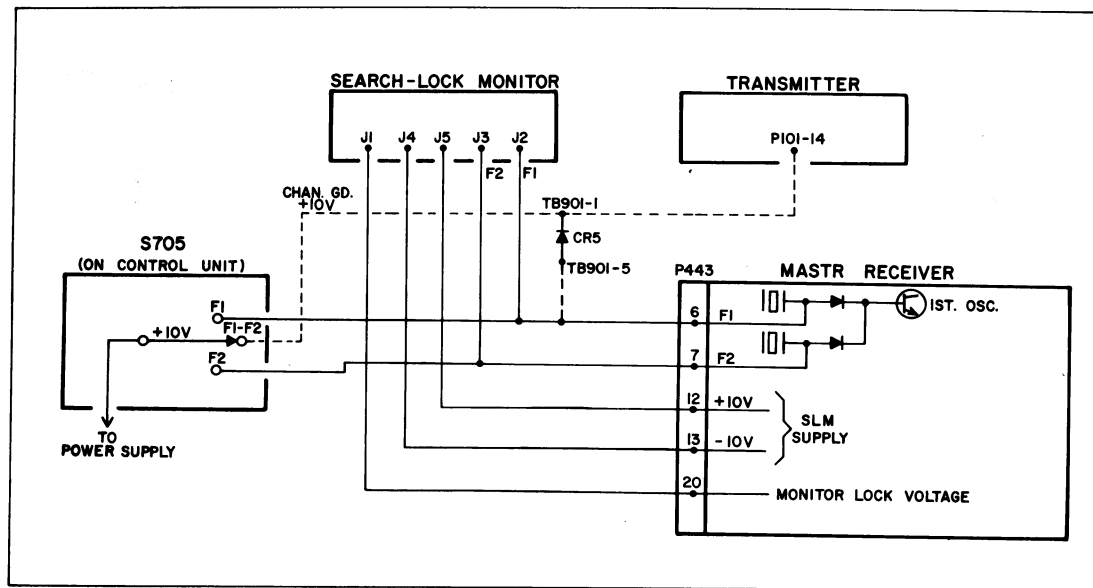 SEARCH-LOCK MONITOR
J1 J4 J5 J3 J2
F2 F1
TRANSMITTER
P101-14
CHAN. GD.
+10V
TB901-1
CR5
TB901-5
S705
(ON CONTROL UNIT)
F1
+10V
F1-F2
F2
TO
POWER SUPPLY
P443
MASTR RECEIVER
6 F1
1ST. OSC.
7 F2
12 +10V
13 -10V
SLM
SUPPLY
20 MONITOR LOCK VOLTAGE